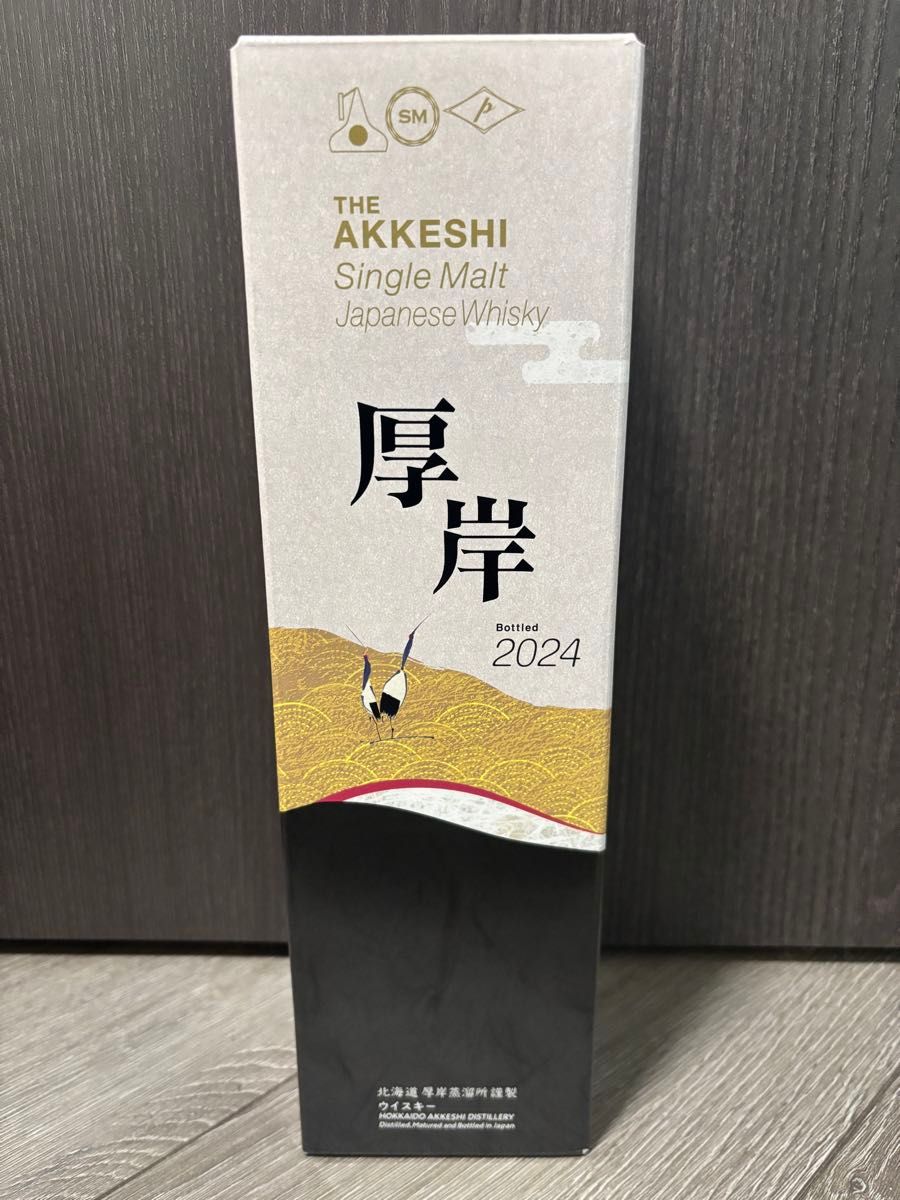 SM
p
THE
AKKESHI
Single Malt
Japanese Whisky
厚
岸
Bottled
2024
北海道 厚岸蒸溜所謹製
ウイスキー
HOKKAIDO AKKESHI DISTILLERY
Distilled, Matured and Bottled in Japan